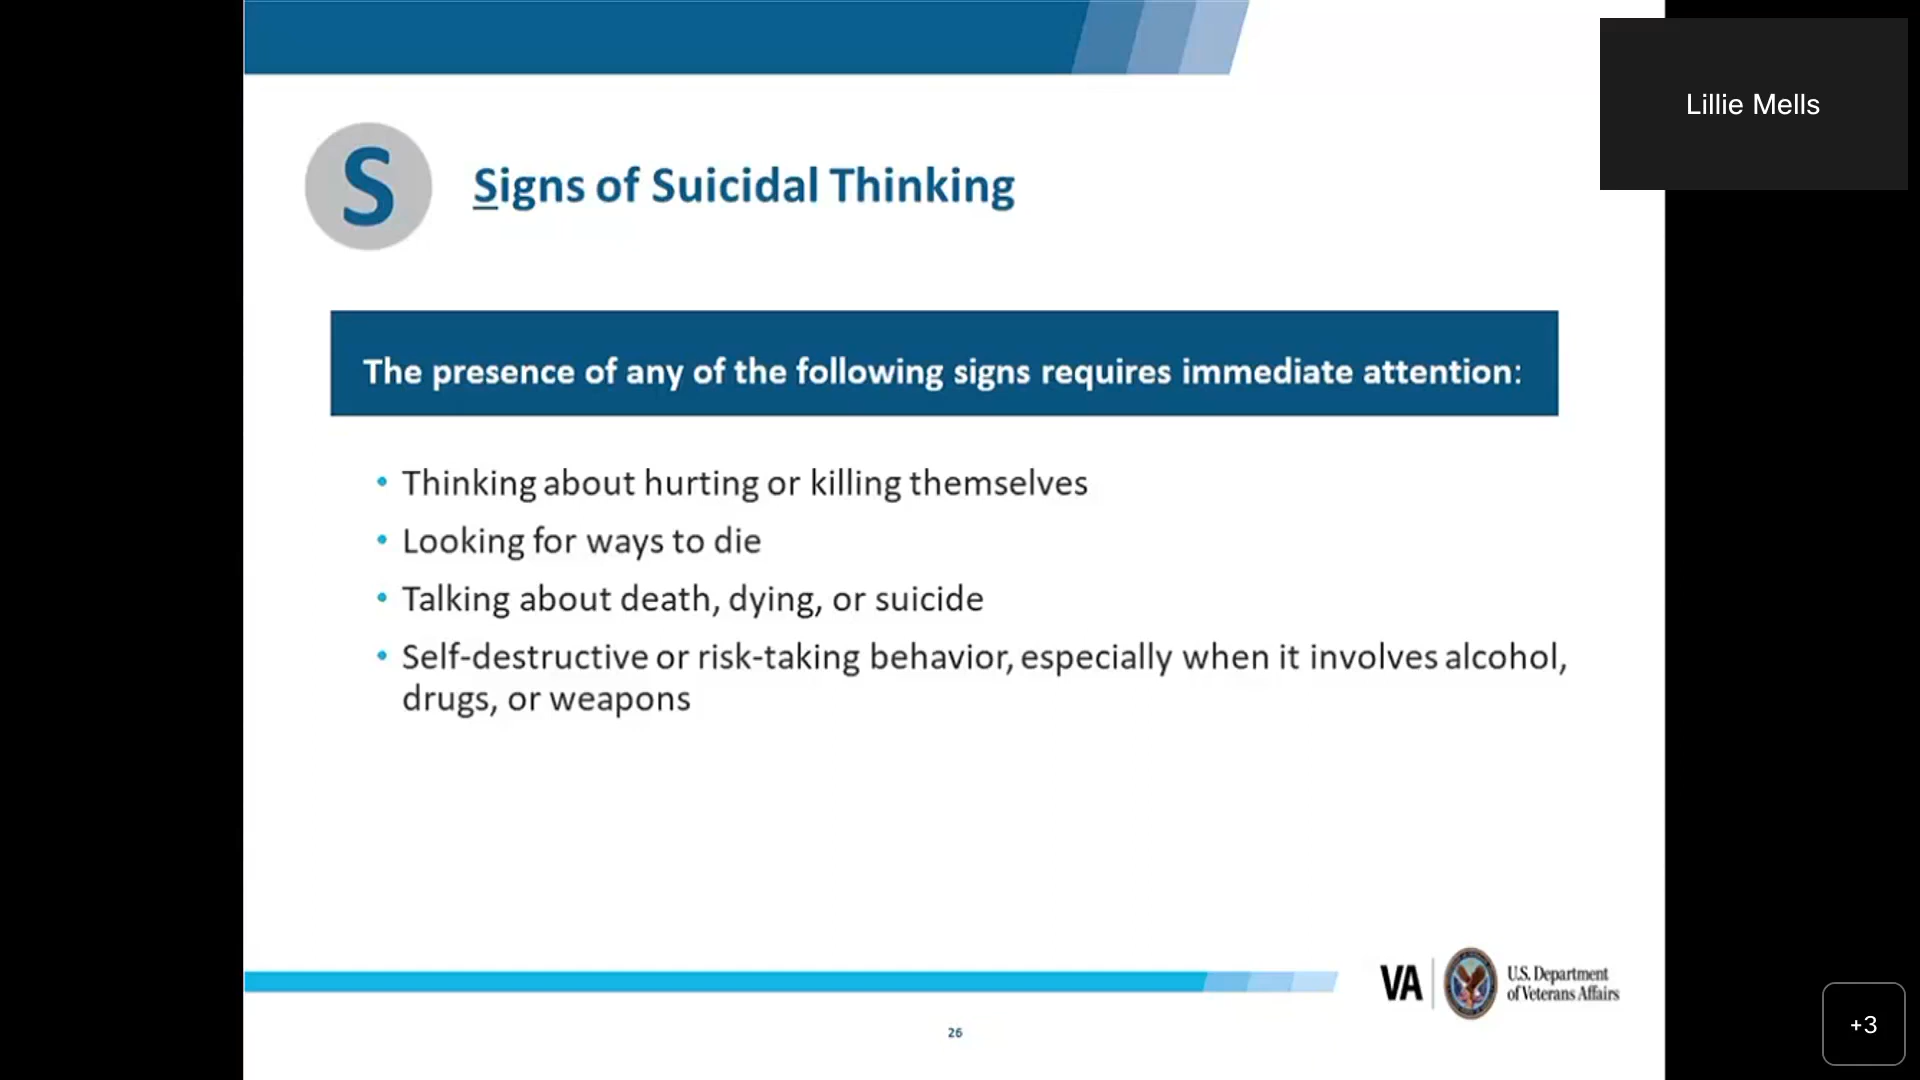 Lillie Mells
S
Signs of Suicidal Thinking
The presence of any of the following signs requires immediate attention:
• Thinking about hurting or killing themselves
• Looking for ways to die
• Talking about death, dying, or suicide
• Self-destructive or risk-taking behavior, especially when it involves alcohol,
drugs, or weapons
VA
U.S. Department
of Veterans Affairs
26
+3